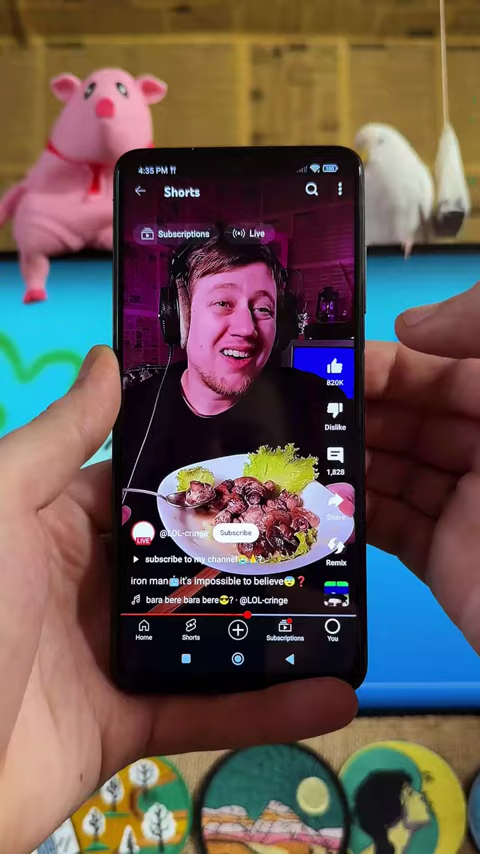 4:35 PM
Shorts
Subscriptions
Live
820K
Dislike
1,828
Share
LIVE
@LOL-cringe
Subscribe
Remix
subscribe to my channel😂👍
iron man🤖it's impossible to believe😨❓
bara bere bara bere😎? · @LOL-cringe
Home
Shorts
Subscriptions
You